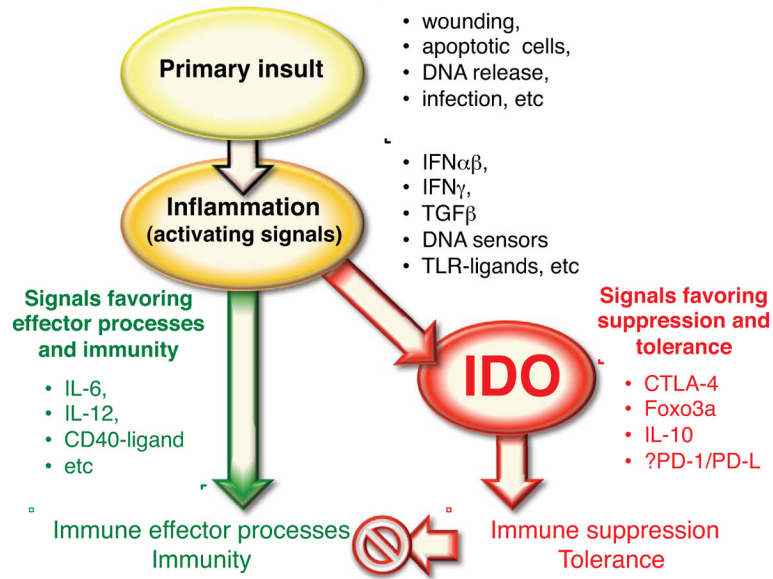 Primary insult
• wounding,
• apoptotic cells,
• DNA release,
• infection, etc
Inflammation
(activating signals)
• IFNαβ,
• IFNγ,
• TGFβ
• DNA sensors
• TLR-ligands, etc
Signals favoring
effector processes
and immunity
• IL-6,
• IL-12,
• CD40-ligand
• etc
IDO
Signals favoring
suppression and
tolerance
• CTLA-4
• Foxo3a
• IL-10
• ?PD-1/PD-L
Immune effector processes
Immunity
Immune suppression
Tolerance